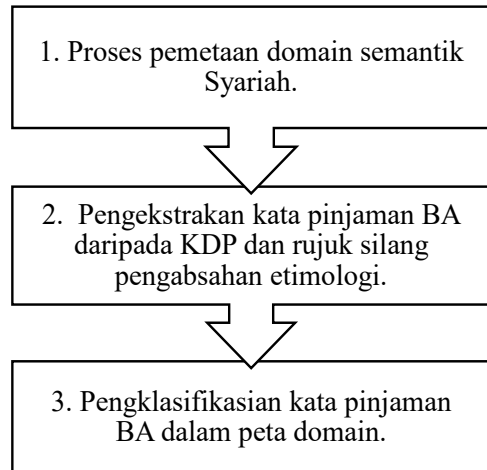 1. Proses pemetaan domain semantik
Syariah.
2. Pengekstrakan kata pinjaman BA
daripada KDP dan rujuk silang
pengabsahan etimologi.
3. Pengklasifikasian kata pinjaman
BA dalam peta domain.